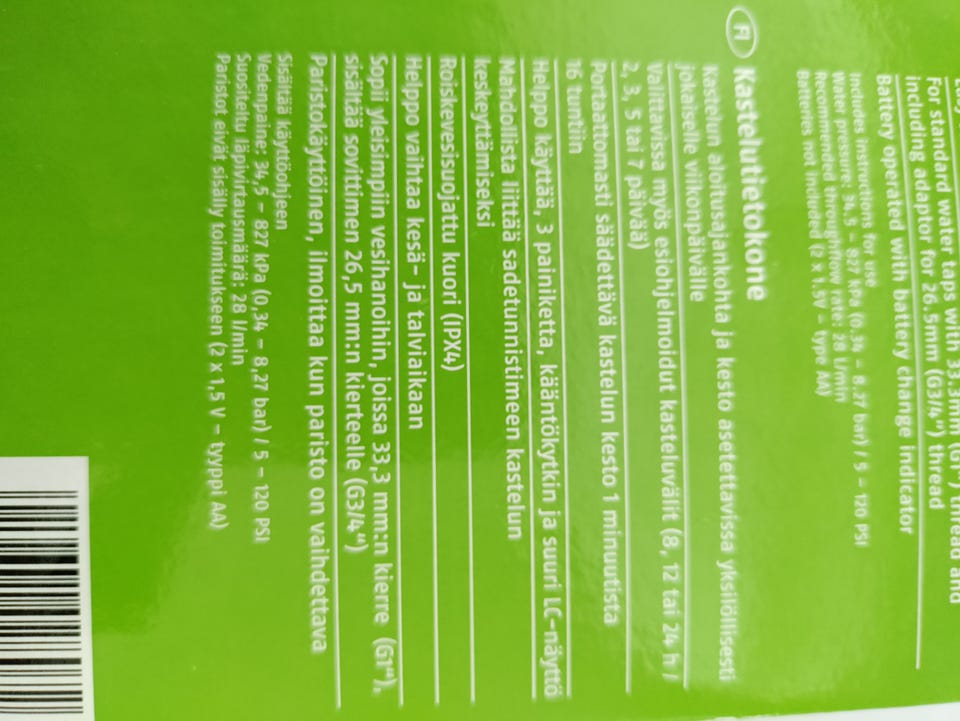 For standard water taps with 33.3mm (G1") thread and
including adaptor for 26.5mm (G3/4") thread
Battery operated with battery change indicator
Includes instructions for use
Water pressure: 34.5 – 827 kPa (0.34 – 8.27 bar) / 5 – 120 PSI
Recommended throughflow rate: 28 l/min
Batteries not included (2 x 1.5V – type AA)
FI Kastelutietokone
Kastelun aloitusajankohta ja kesto asetettavissa yksilöllisesti
jokaiselle viikonpäivälle
Valittavissa myös esiohjelmoidut kasteluvälit (8, 12 tai 24 h /
2, 3, 5 tai 7 päivää)
Portaattomasti säädettävä kastelun kesto 1 minuutista
16 tuntiin
Helppo käyttää, 3 painiketta, kääntökytkin ja suuri LC-näyttö
Mahdollista liittää sadetunnistimeen kastelun
keskeyttämiseksi
Roiskevesisuojattu kuori (IPX4)
Helppo vaihtaa kesä- ja talviaikaan
Sopii yleisimpiin vesihanoihin, joissa 33,3 mm:n kierre (G1"),
sisältää sovittimen 26,5 mm:n kierteelle (G3/4")
Paristokäyttöinen, ilmoittaa kun paristo on vaihdettava
Sisältää käyttöohjeen
Vedenpaine: 34,5 – 827 kPa (0,34 – 8,27 bar) / 5 – 120 PSI
Suositeltu läpivirtausmäärä: 28 l/min
Paristot eivät sisälly toimitukseen (2 x 1,5 V – tyyppi AA)